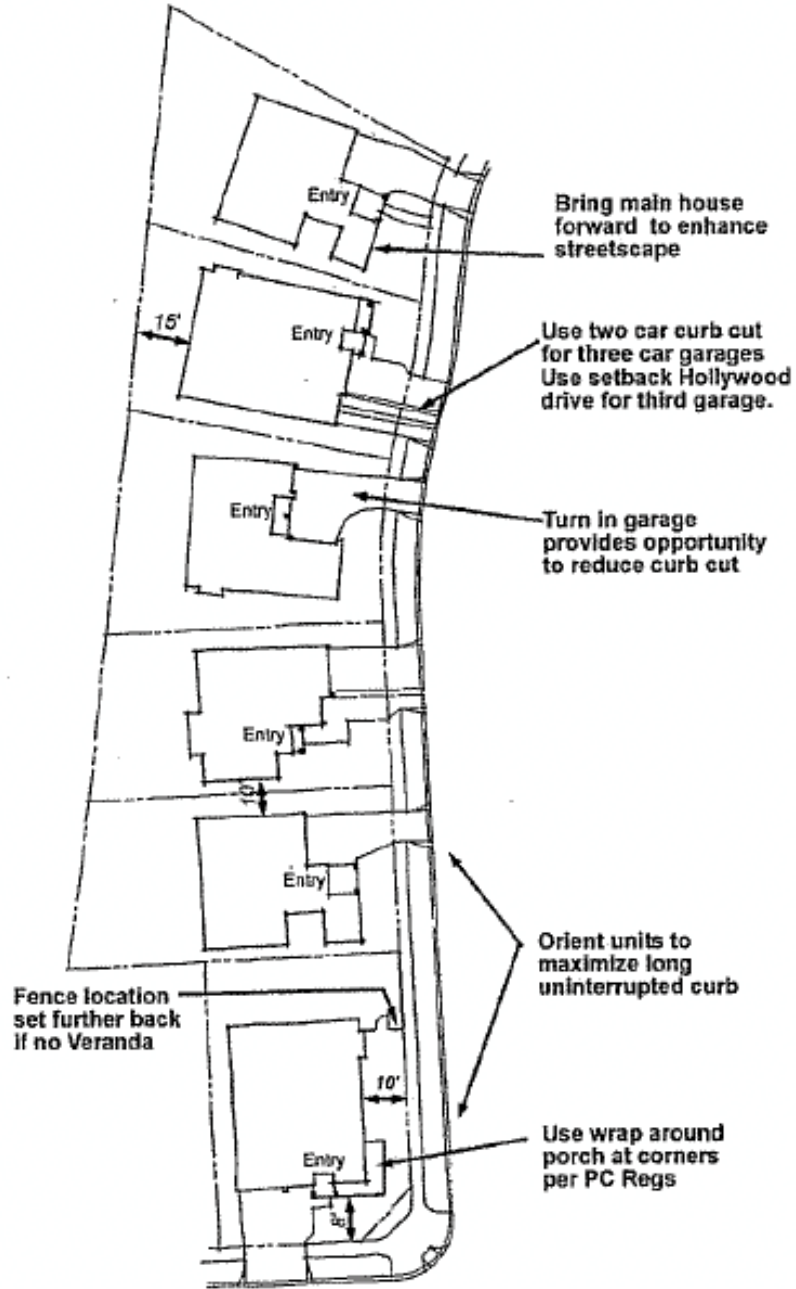 Entry
Bring main house
forward to enhance
streetscape
15'
Entry
Use two car curb cut
for three car garages
Use setback Hollywood
drive for third garage.
Entry
Turn in garage
provides opportunity
to reduce curb cut
Entry
10'
Entry
Orient units to
maximize long
uninterrupted curb
Fence location
set further back
if no Veranda
10'
Use wrap around
porch at corners
per PC Regs
Entry